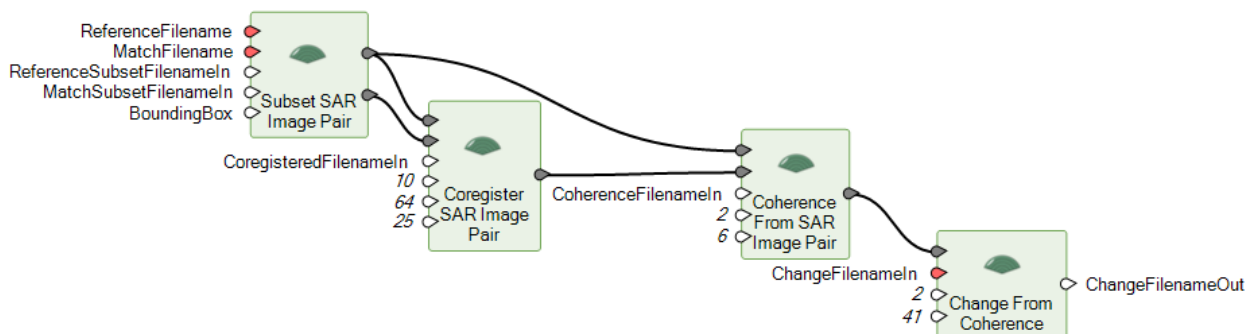 ReferenceFilename
MatchFilename
ReferenceSubsetFilenameIn
MatchSubsetFilenameIn
BoundingBox
Subset SAR
Image Pair
CoregisteredFilenameIn
10
64
25
Coregister
SAR Image
Pair
CoherenceFilenameIn
2
6
Coherence
From SAR
Image Pair
ChangeFilenameIn
2
41
Change From
Coherence
ChangeFilenameOut